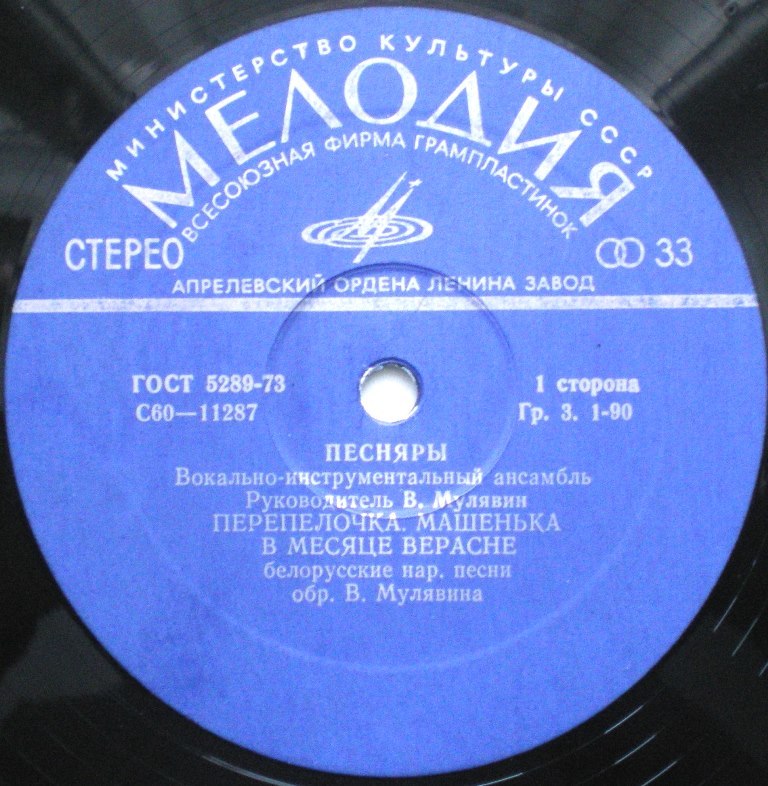 МИНИСТЕРСТВО КУЛЬТУРЫ СССР
МЕЛОДИЯ
ВСЕСОЮЗНАЯ ФИРМА ГРАМПЛАСТИНОК
СТЕРЕО
33
АПРЕЛЕВСКИЙ ОРДЕНА ЛЕНИНА ЗАВОД
ГОСТ 5289-73
1 сторона
С60—11287
Гр. 3. 1-90
ПЕСНЯРЫ
Вокально-инструментальный ансамбль
Руководитель В. Мулявин
ПЕРЕПЕЛОЧКА. МАШЕНЬКА
В МЕСЯЦЕ ВЕРАСНЕ
белорусские нар. песни
обр. В. Мулявина